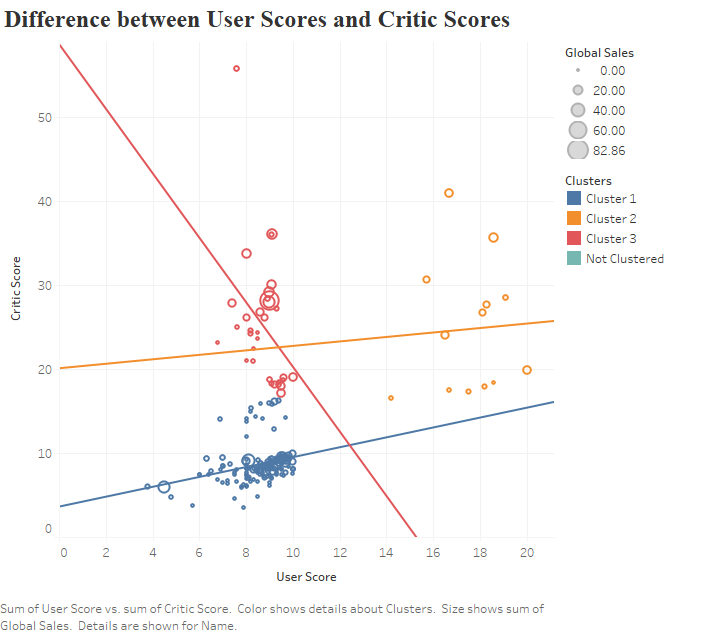 Difference between User Scores and Critic Scores
Global Sales
0.00
20.00
40.00
60.00
82.86
Clusters
Cluster 1
Cluster 2
Cluster 3
Not Clustered
Critic Score
50
40
30
20
10
0
0 2 4 6 8 10 12 14 16 18 20
User Score
Sum of User Score vs. sum of Critic Score. Color shows details about Clusters. Size shows sum of
Global Sales. Details are shown for Name.